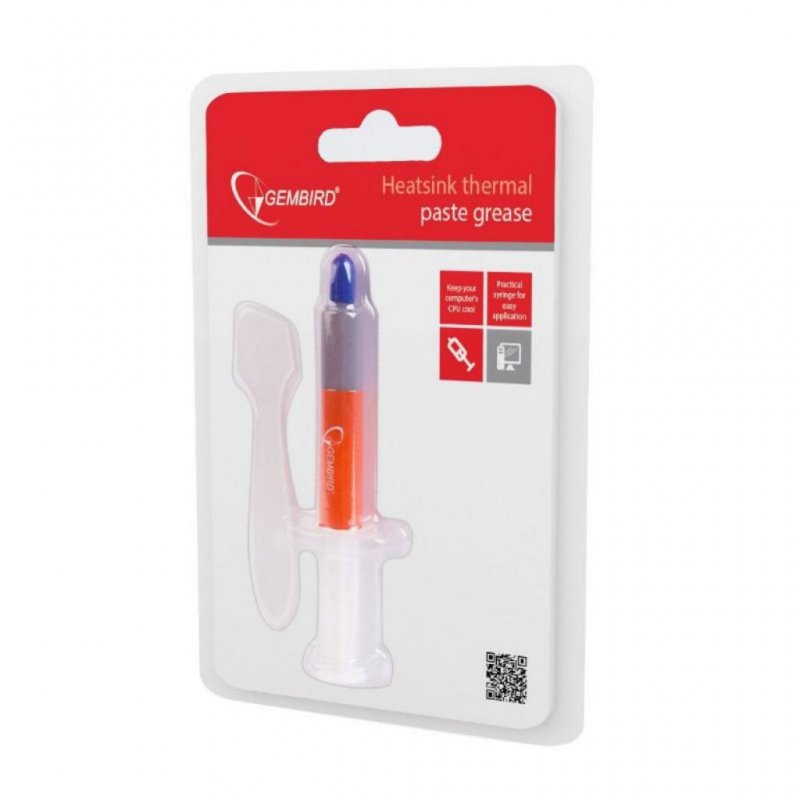 GEMBIRD®
Heatsink thermal
paste grease
Keep your
computer's
CPU cool
Practical
syringe for
easy
application
GEMBIRD